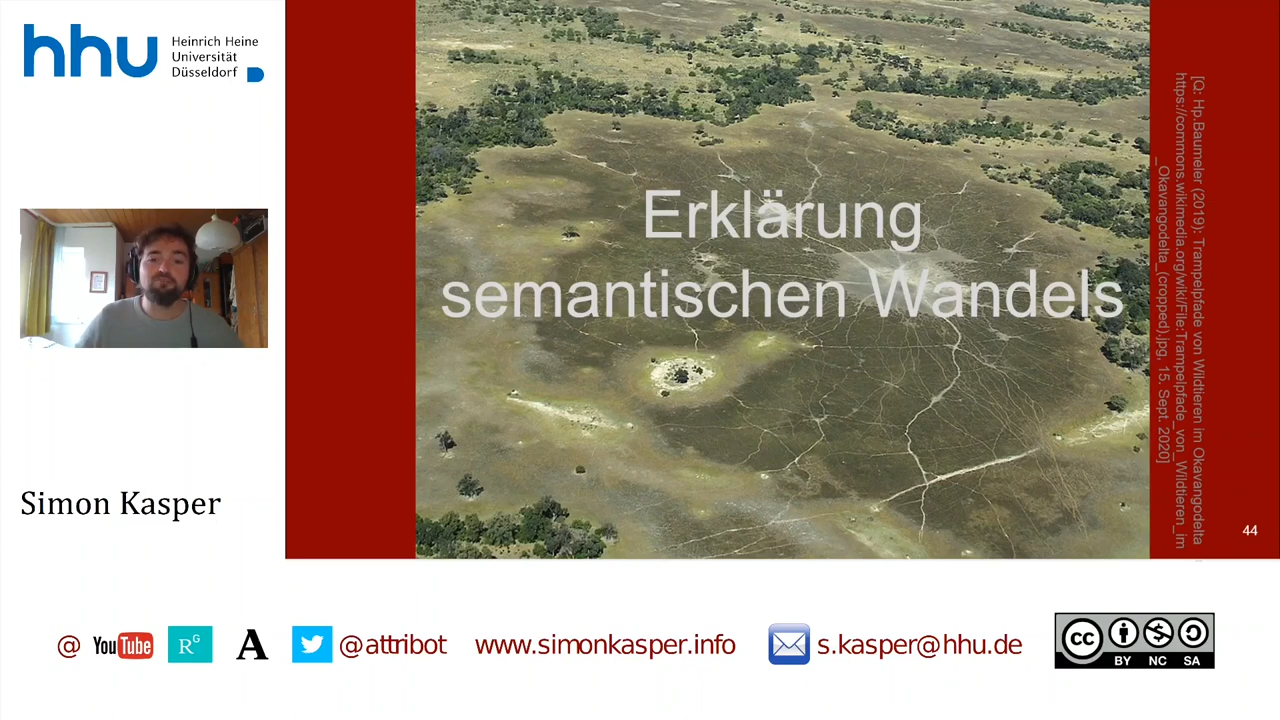 hhu Heinrich Heine
Universität
Düsseldorf
Erklärung
semantischen Wandels
[Q: Hp.Baumeler (2019): Trampelpfade von Wildtieren im Okavangodelta
https://commons.wikimedia.org/wiki/File:Trampelpfade_von_Wildtieren_im
_Okavangodelta_(cropped).jpg, 15. Sept. 2020]
44
Simon Kasper
@ YouTube RG A @attribot www.simonkasper.info s.kasper@hhu.de
cc BY NC SA